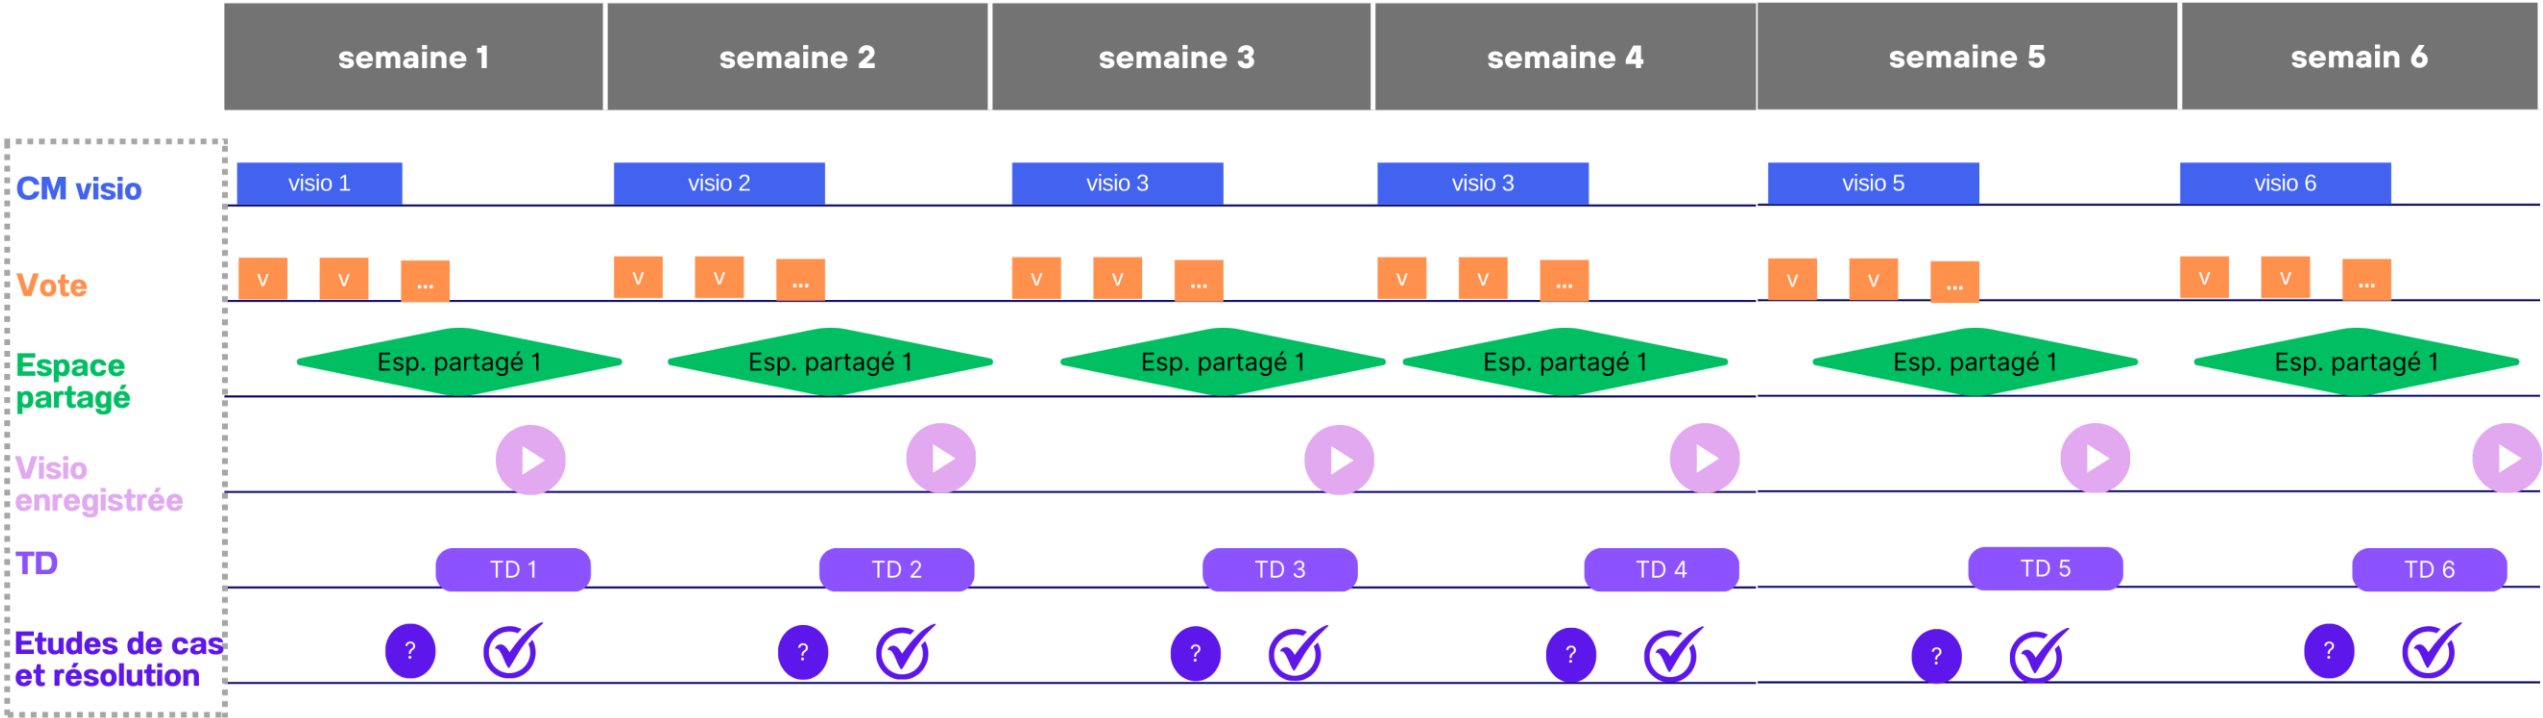 semaine 1 semaine 2 semaine 3 semaine 4 semaine 5 semain 6
CM visio visio 1 visio 2 visio 3 visio 3 visio 5 visio 6
Vote v v ... v v ... v v ... v v ... v v ... v v ...
Espace
partagé
Esp. partagé 1 Esp. partagé 1 Esp. partagé 1 Esp. partagé 1 Esp. partagé 1 Esp. partagé 1
Visio
enregistrée
TD TD 1 TD 2 TD 3 TD 4 TD 5 TD 6
Etudes de cas
et résolution
? ? ? ? ? ?